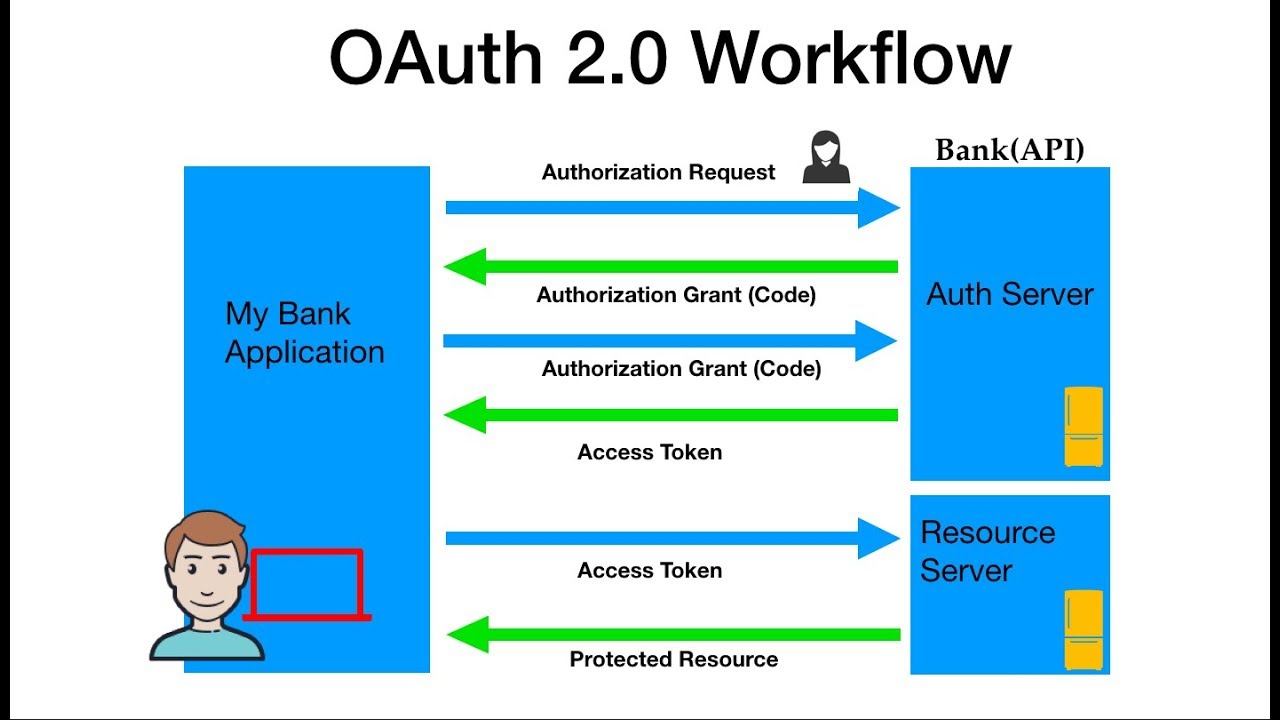 OAuth 2.0 Workflow
Bank(API)
Authorization Request
Authorization Grant (Code)
My Bank
Application
Auth Server
Authorization Grant (Code)
Access Token
Resource
Server
Access Token
Protected Resource